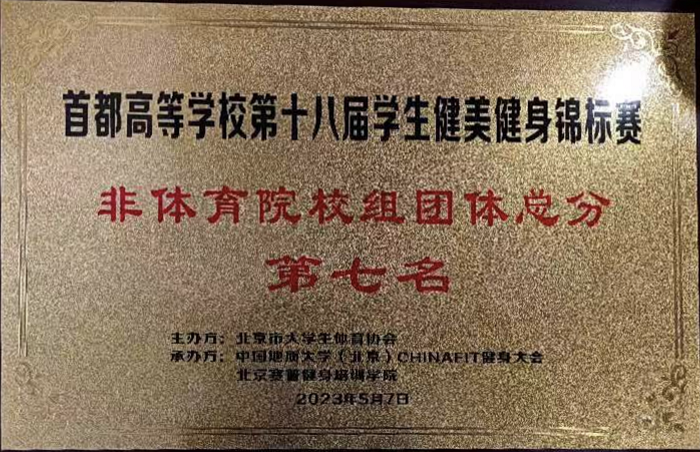 首都高等学校第十八届学生健美健身锦标赛
非体育院校组团体总分
第七名
主办方：北京市大学生体育协会
承办方：中国地质大学（北京）CHINAFIT健身大会
北京赛普健身培训学院
2023年5月7日